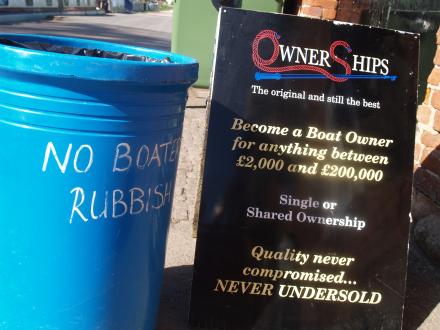 NO BOATE
RUBBISH
OWNERSHIPS
The original and still the best
Become a Boat Owner
for anything between
£2,000 and £200,000
Single or
Shared Ownership
Quality never
compromised...
NEVER UNDERSOLD